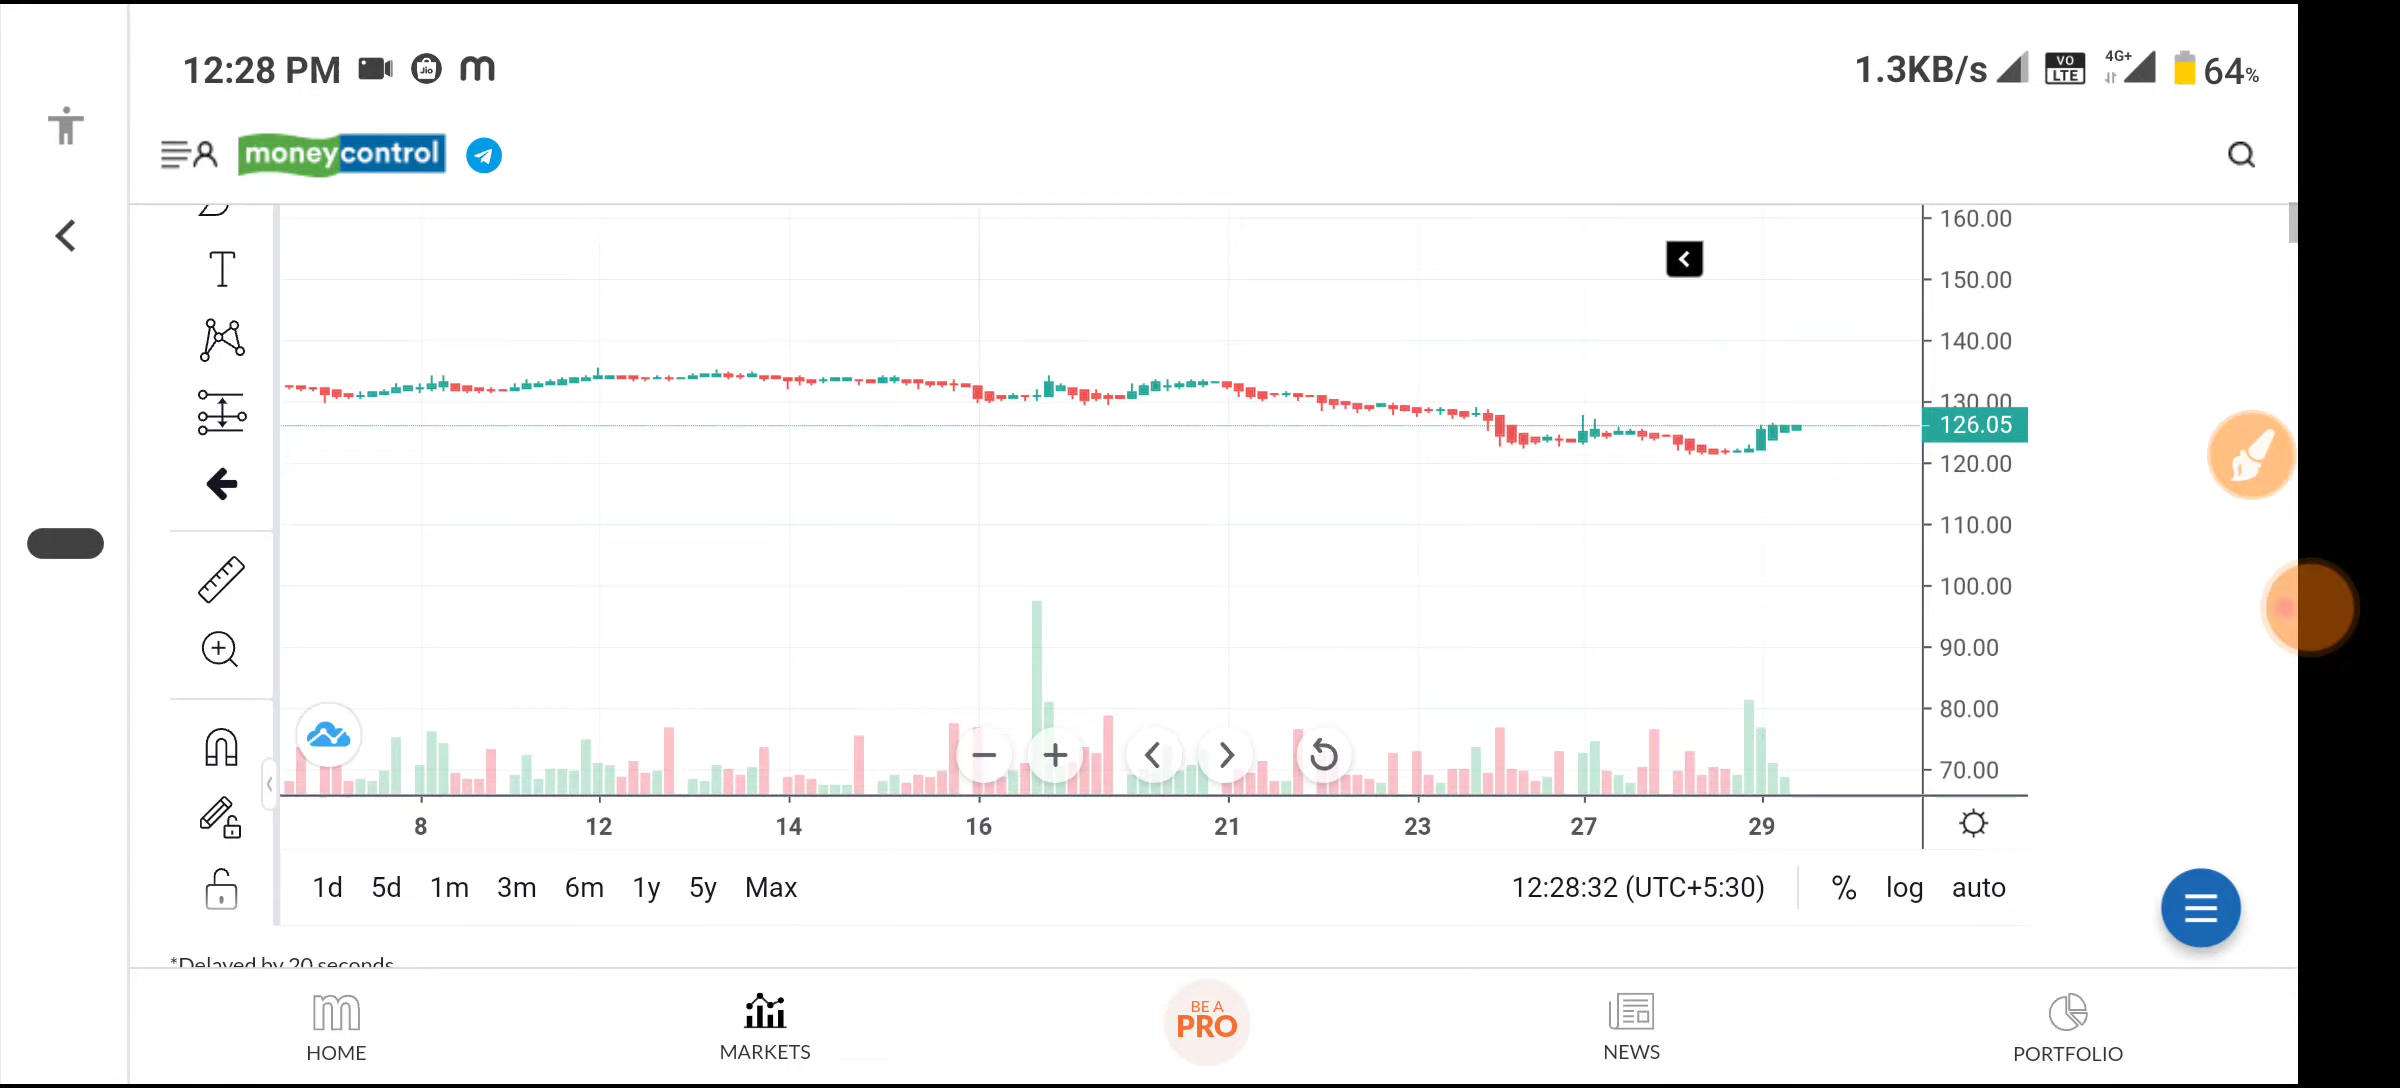 12:28 PM Jio m
1.3KB/s VO LTE 4G+ 64%
moneycontrol
160.00
150.00
140.00
130.00
126.05
120.00
110.00
100.00
90.00
80.00
70.00
8 12 14 16 21 23 27 29
1d 5d 1m 3m 6m 1y 5y Max
12:28:32 (UTC+5:30) % log auto
*Delayed by 20 seconds
HOME
MARKETS
BE A
PRO
NEWS
PORTFOLIO